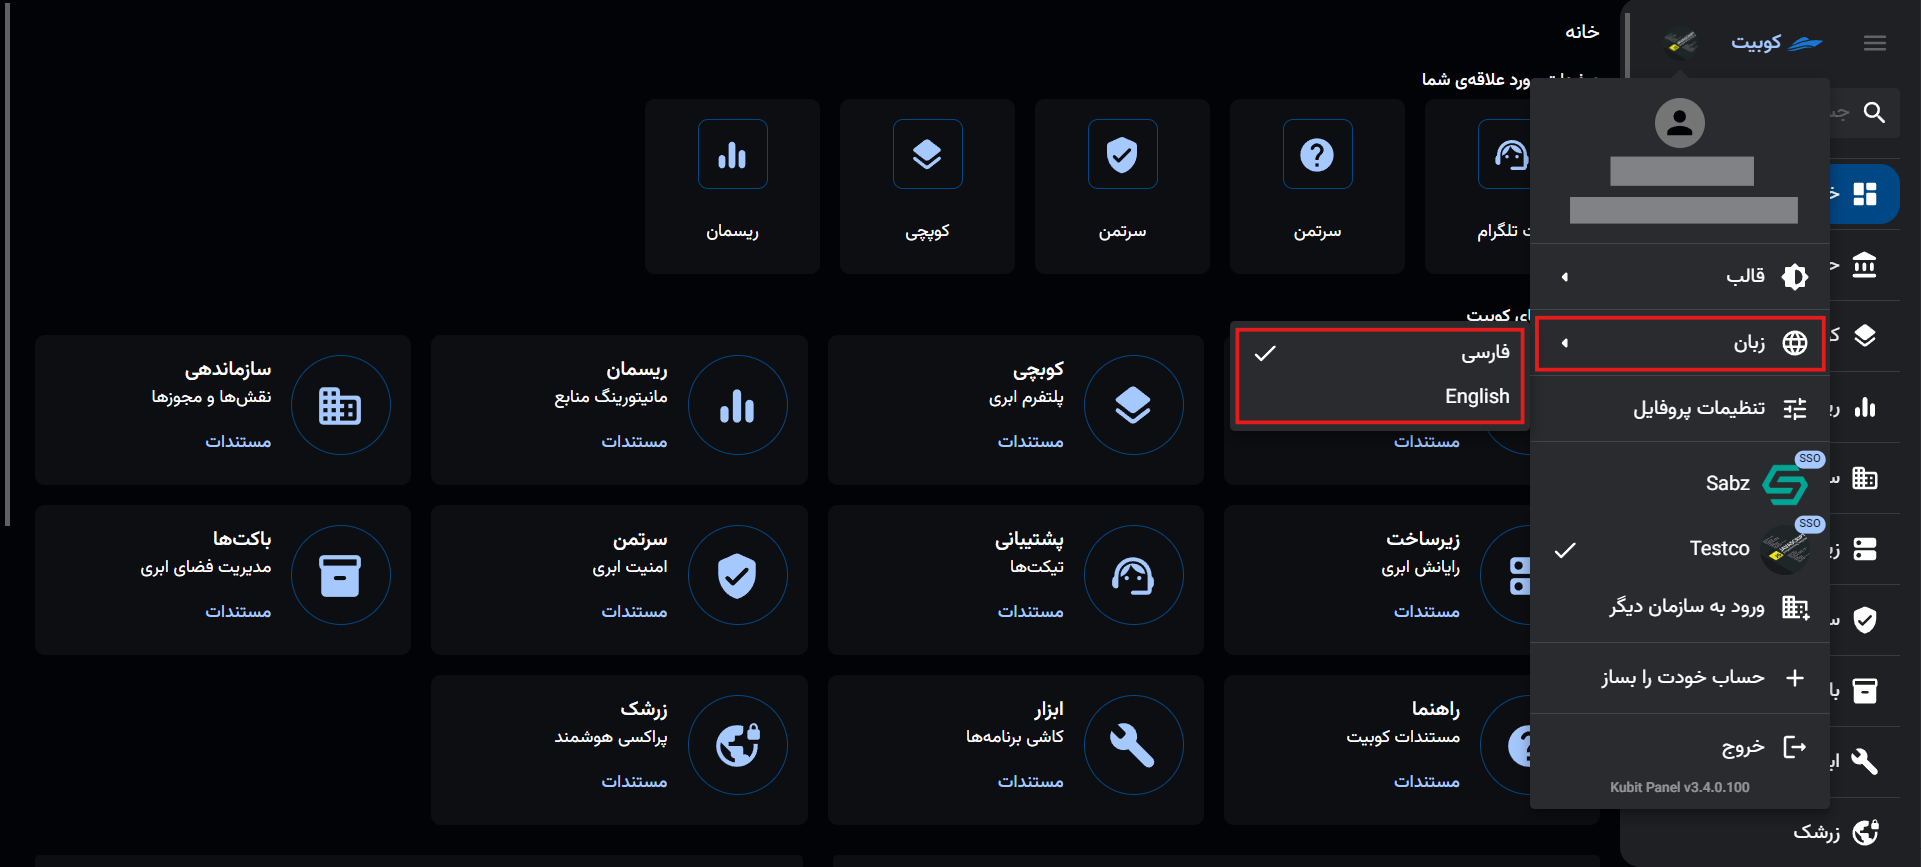 کوبیت
خانه
ورد علاقه‌ی شما
ت تلگرام
سرتمن
سرتمن
کوپچی
ریسمان
ای کوبیت
مستندات
کوبچی
پلتفرم ابری
مستندات
ریسمان
مانیتورینگ منابع
مستندات
سازماندهی
نقش‌ها و مجوزها
مستندات
زیرساخت
رایانش ابری
مستندات
پشتیبانی
تیکت‌ها
مستندات
سرتمن
امنیت ابری
مستندات
باکت‌ها
مدیریت فضای ابری
مستندات
راهنما
مستندات کوبیت
مستندات
ابزار
کاشی برنامه‌ها
مستندات
زرشک
پراکسی هوشمند
مستندات
قالب
زبان
فارسی
English
تنظیمات پروفایل
SSO
Sabz
SSO
Testco
ورود به سازمان دیگر
حساب خودت را بساز
خروج
Kubit Panel v3.4.0.100
زرشک